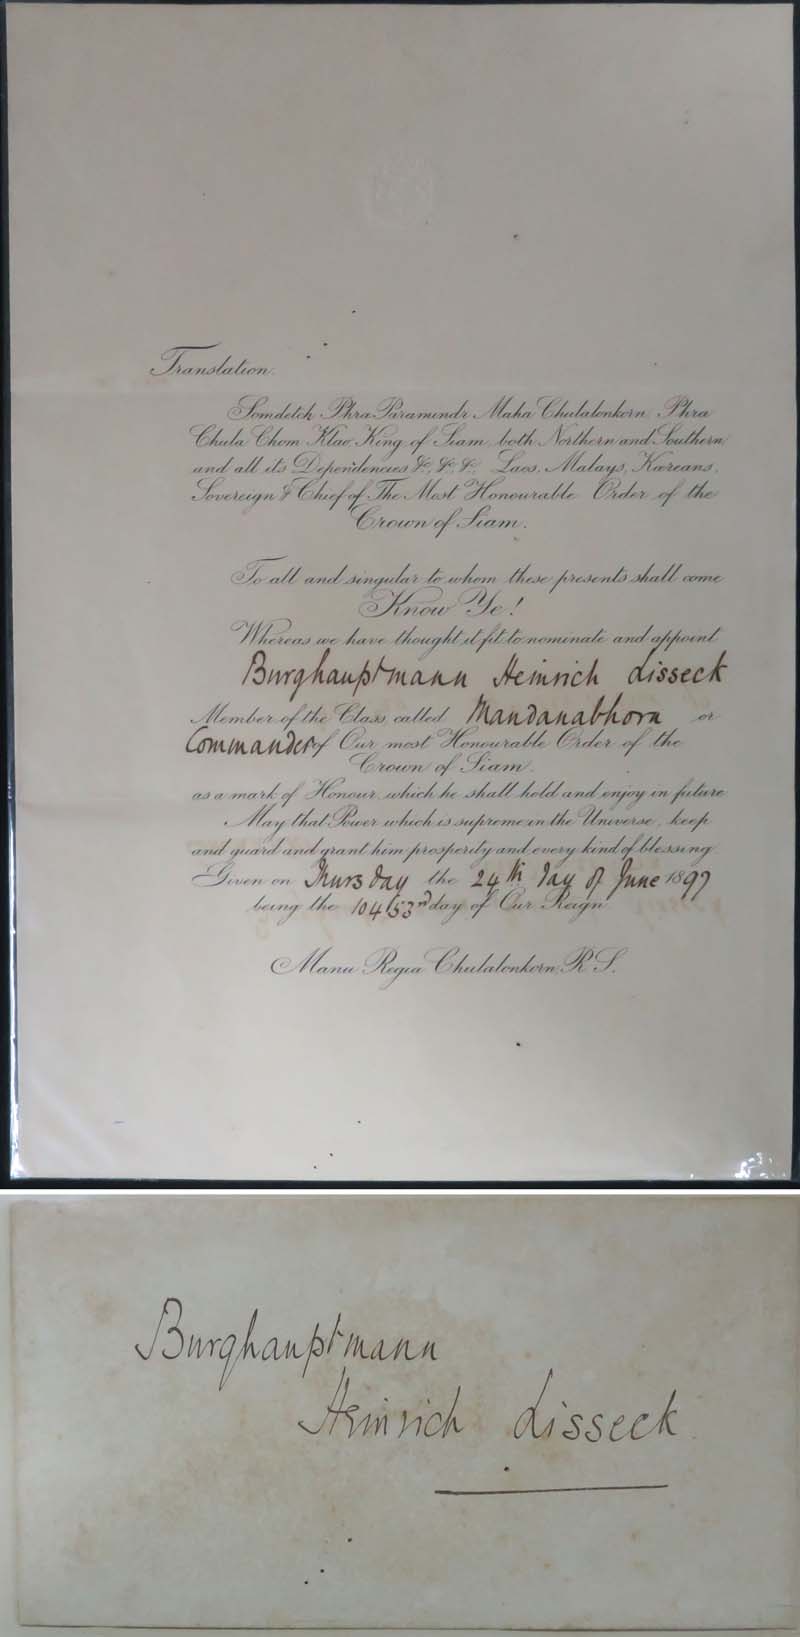 Translation.
Somdetch Phra Paramindr Maha Chulalonkorn Phra
Chula Chom Klao, King of Siam both Northern and Southern,
and all its Dependencies &c, &c &c Laos, Malays, Kareans,
Sovereign & Chief of The Most Honourable Order of the
Crown of Siam.
To all and singular to whom these presents shall come
Know Ye!
Whereas we have thought it fit to nominate and appoint
Burghauptmann Heinrich Lisseck
Member of the Class called Mandanabhorn or
Commander of Our most Honourable Order of the
Crown of Siam.
as a mark of Honour, which he shall hold and enjoy in future
May that Power which is supreme in the Universe, keep
and guard and grant him prosperity and every kind of blessing
Given on Thursday the 24th day of June 1897
being the 10453rd day of Our Reign
Manu Regia Chulalonkorn, R.S.
Burghauptmann
Heinrich Lisseck